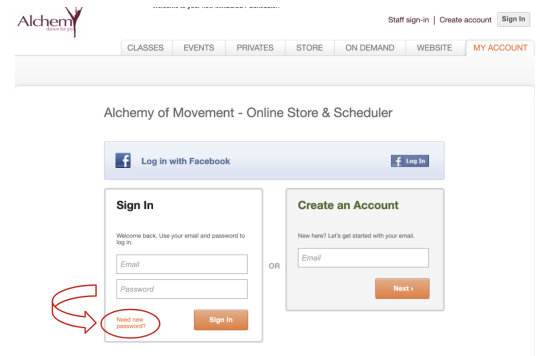 Alchemy
dance for joy
Staff sign-in | Create account Sign In
CLASSES EVENTS PRIVATES STORE ON DEMAND WEBSITE MY ACCOUNT
Alchemy of Movement - Online Store & Scheduler
f Log in with Facebook f Log In
Sign In
Welcome back. Use your email and password to
log in.
Email
Password
Need new
password?
Sign In
OR
Create an Account
New here? Let's get started with your email.
Email
Next ›